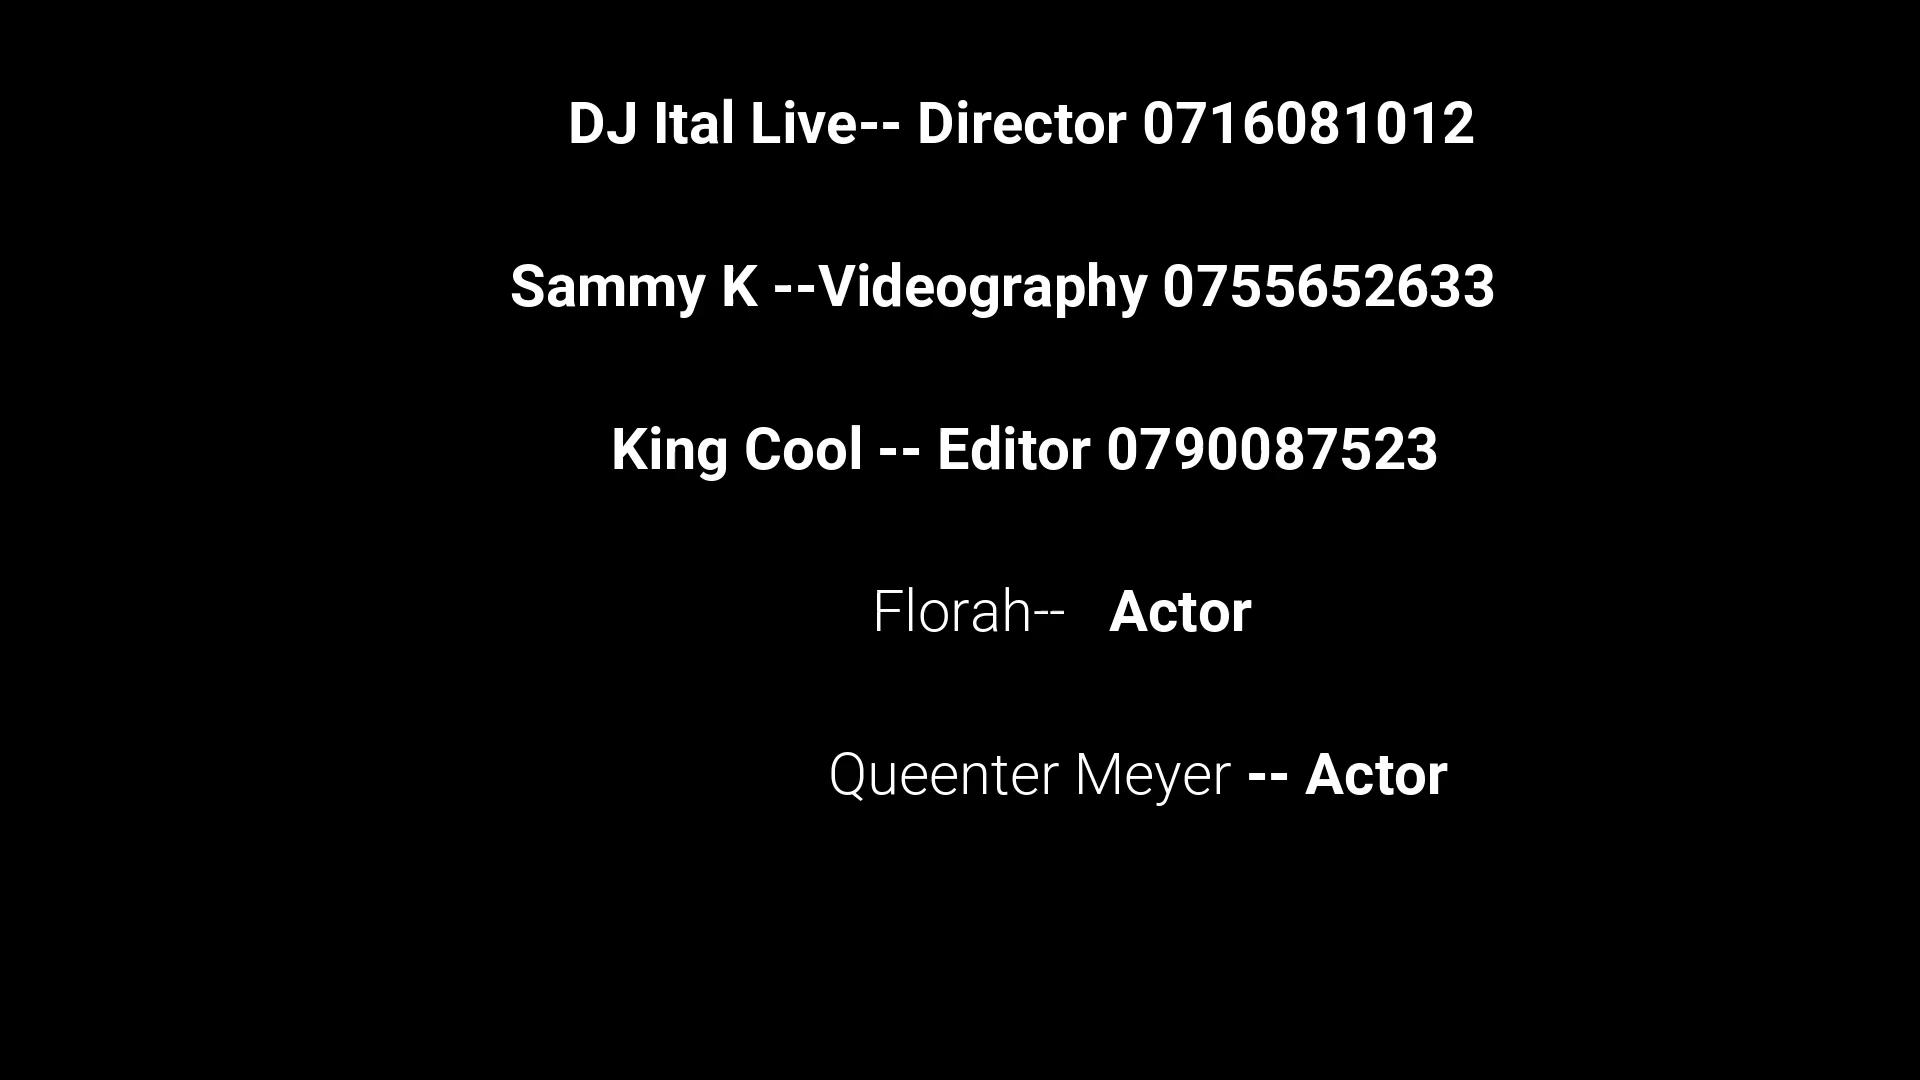 DJ Ital Live-- Director 0716081012
Sammy K --Videography 0755652633
King Cool -- Editor 0790087523
Florah-- Actor
Queenter Meyer -- Actor